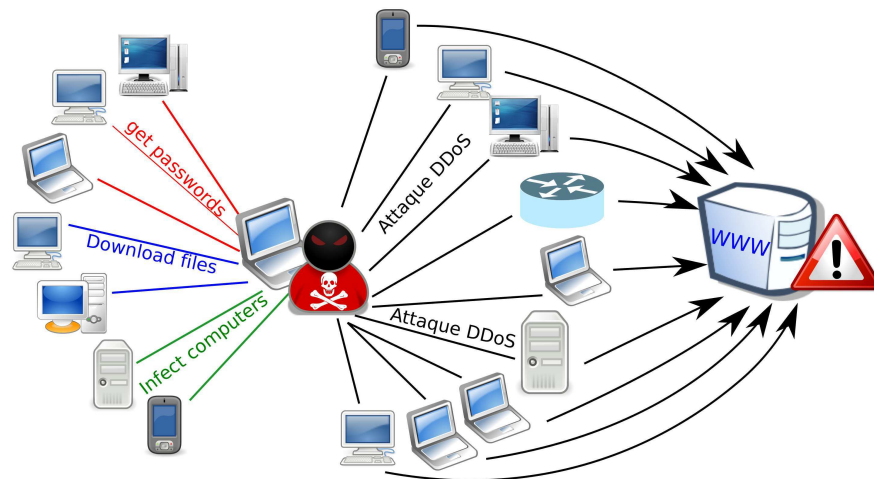 get passwords
Download files
Infect computers
Attaque DDoS
Attaque DDoS
WWW
!